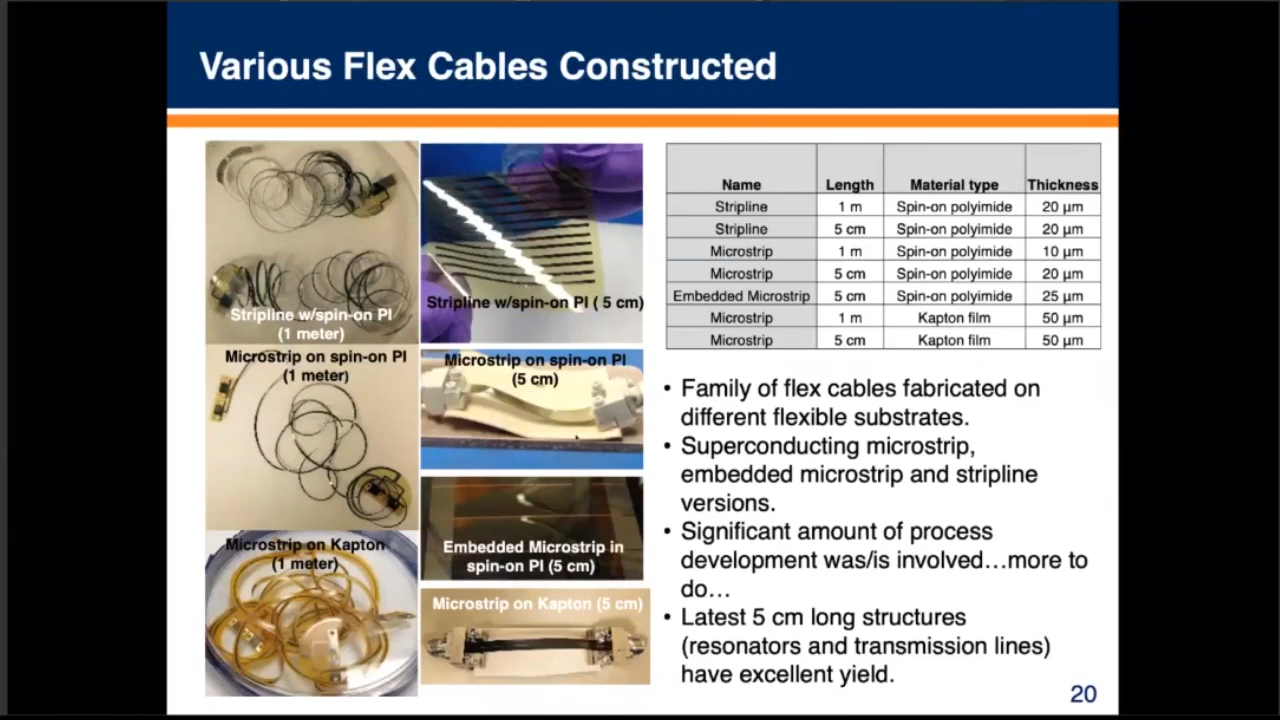 Various Flex Cables Constructed
Stripline w/spin-on PI
(1 meter)
Stripline w/spin-on PI ( 5 cm)
Microstrip on spin-on PI
(1 meter)
Microstrip on spin-on PI
(5 cm)
Microstrip on Kapton
(1 meter)
Embedded Microstrip in
spin-on PI (5 cm)
Microstrip on Kapton (5 cm)
Name Length Material type Thickness
Stripline 1 m Spin-on polyimide 20 µm
Stripline 5 cm Spin-on polyimide 20 µm
Microstrip 1 m Spin-on polyimide 10 µm
Microstrip 5 cm Spin-on polyimide 20 µm
Embedded Microstrip 5 cm Spin-on polyimide 25 µm
Microstrip 1 m Kapton film 50 µm
Microstrip 5 cm Kapton film 50 µm
• Family of flex cables fabricated on
different flexible substrates.
• Superconducting microstrip,
embedded microstrip and stripline
versions.
• Significant amount of process
development was/is involved…more to
do…
• Latest 5 cm long structures
(resonators and transmission lines)
have excellent yield.
20